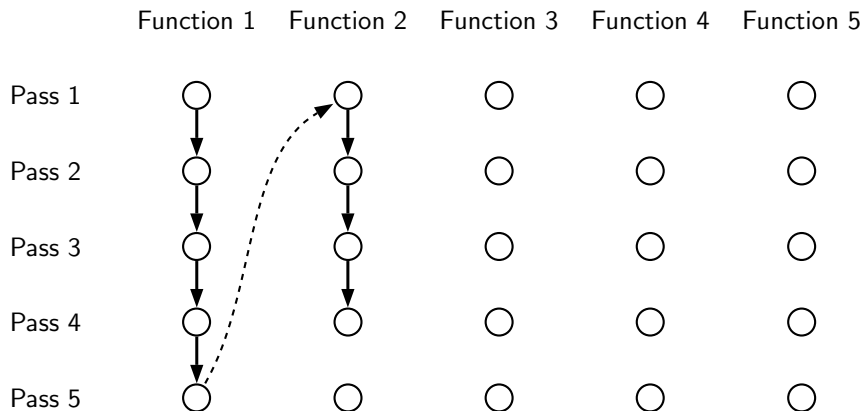 Function 1 Function 2 Function 3 Function 4 Function 5
Pass 1
Pass 2
Pass 3
Pass 4
Pass 5